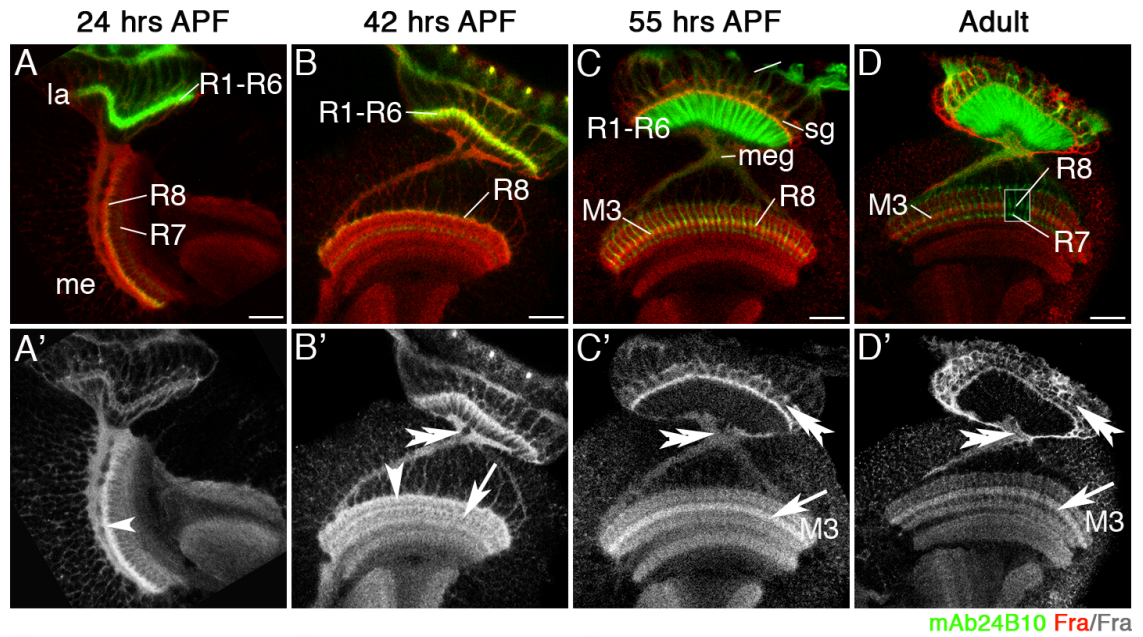 24 hrs APF
42 hrs APF
55 hrs APF
Adult
A
la
R1-R6
R8
R7
me
B
R1-R6
R8
C
R1-R6
sg
meg
M3
R8
D
R8
M3
R7
A'
B'
C'
M3
D'
M3
mAb24B10 Fra/Fra